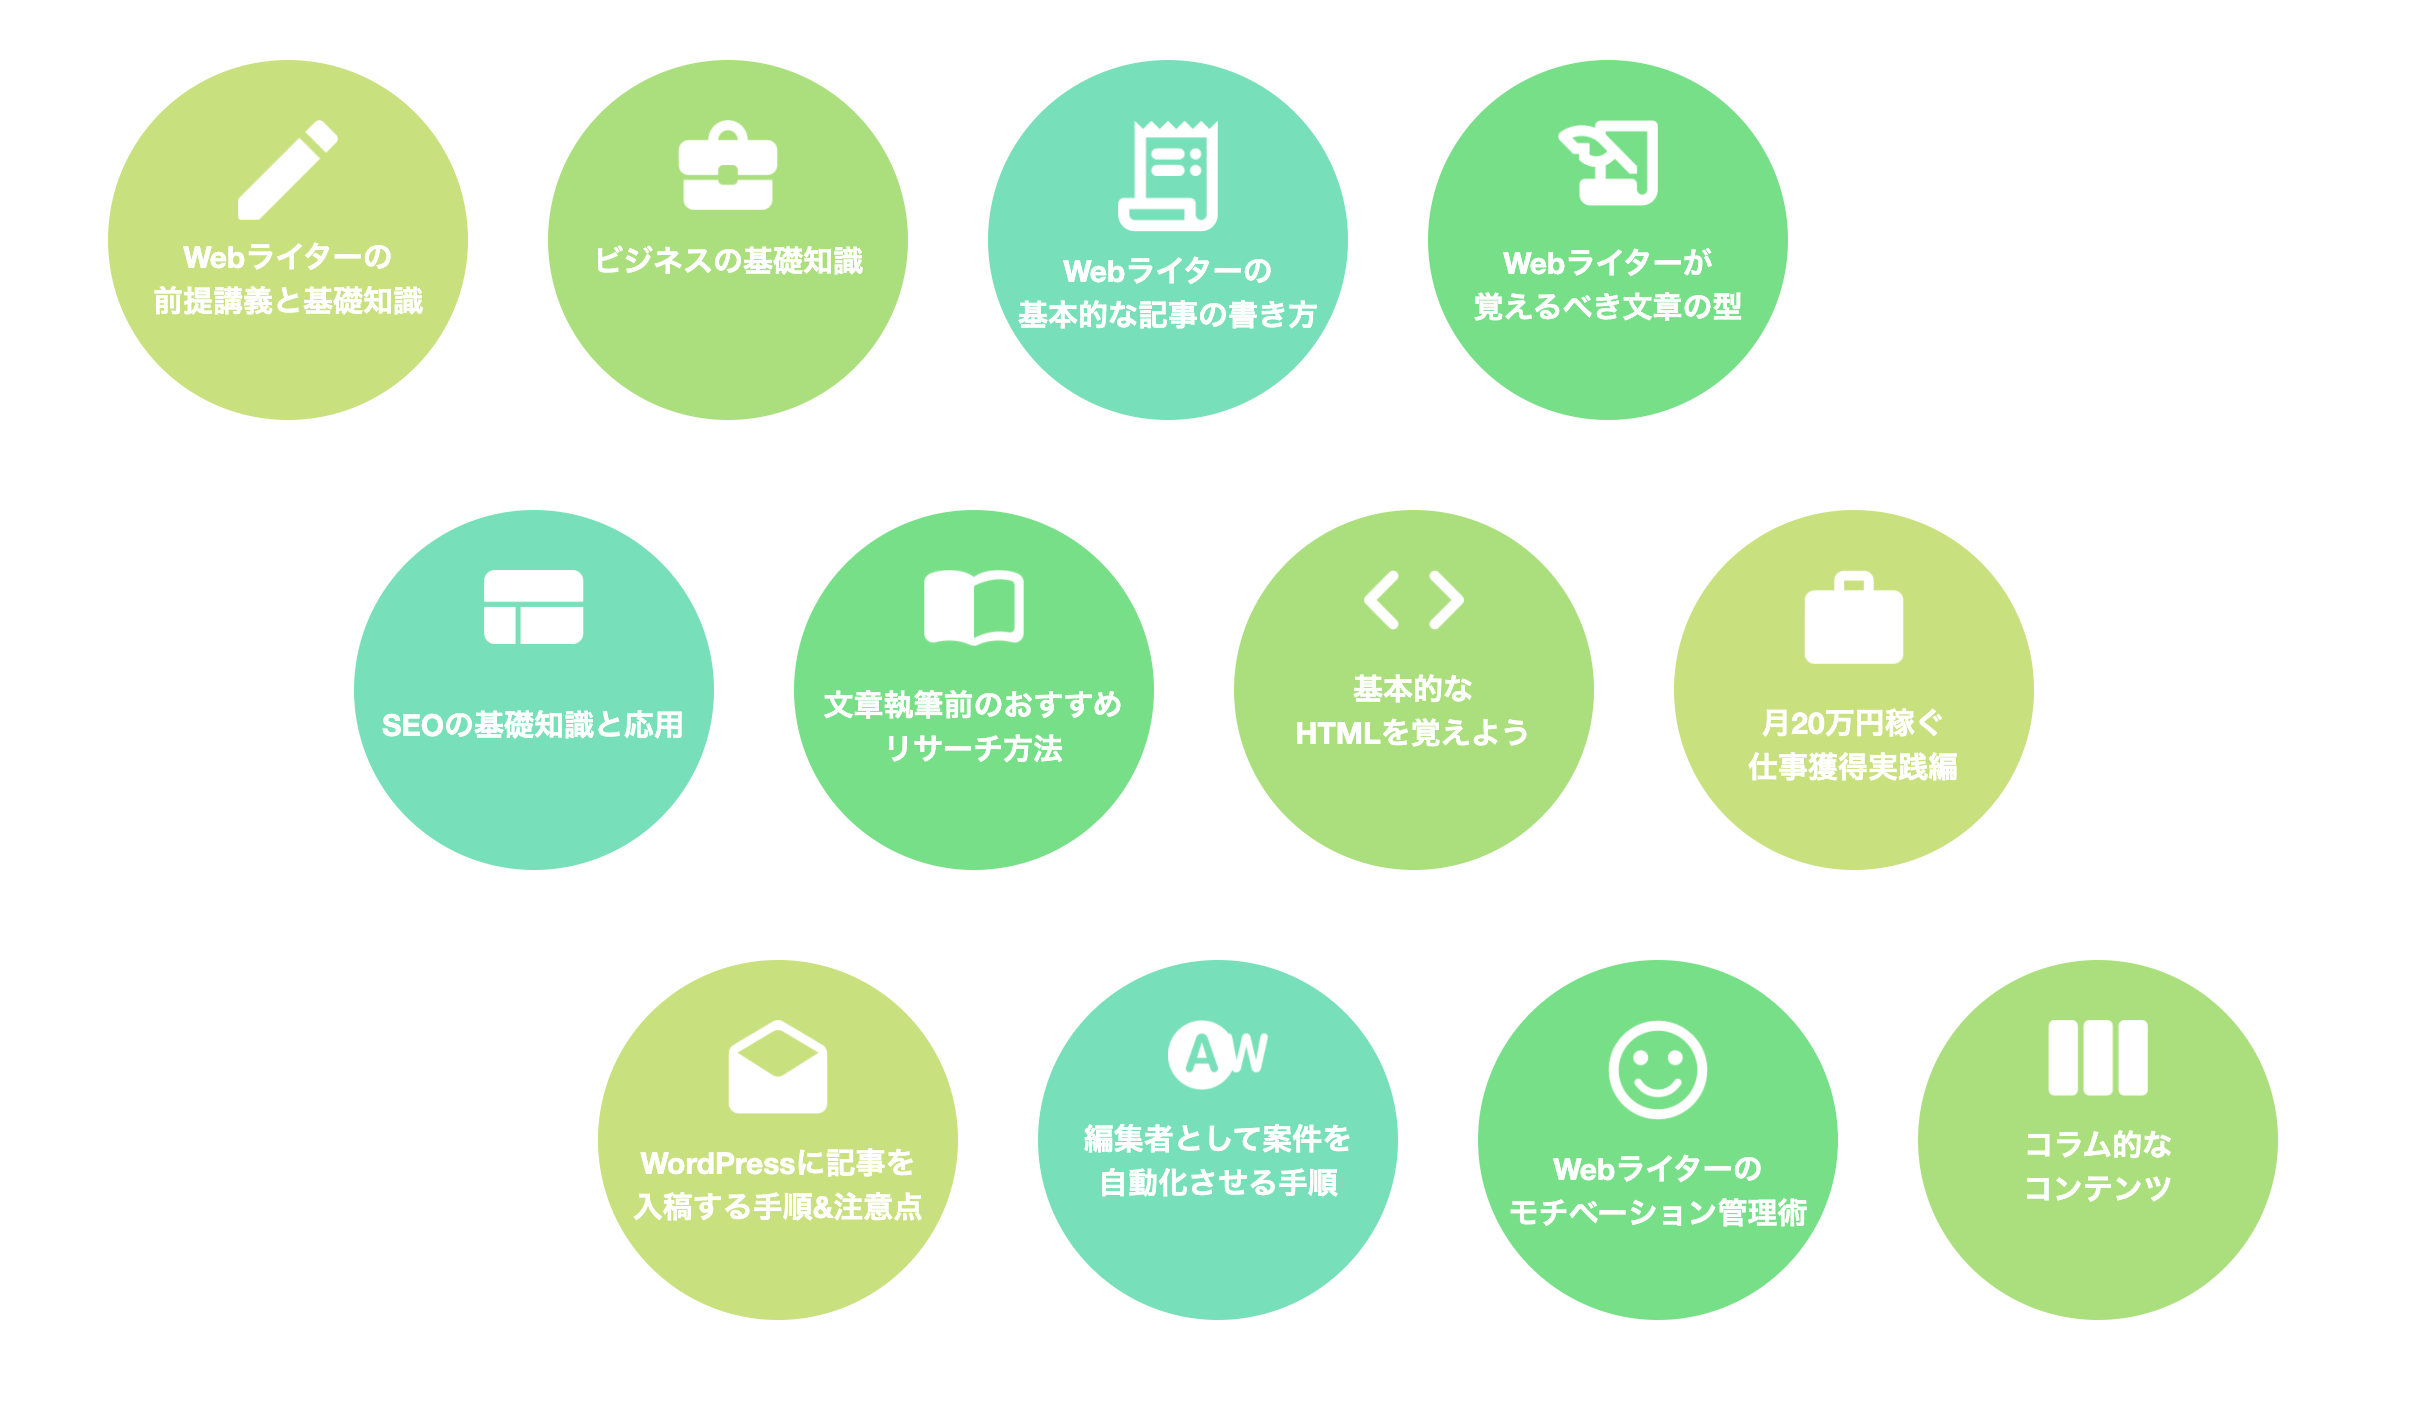 Webライターの
前提講義と基礎知識
ビジネスの基礎知識
Webライターの
基本的な記事の書き方
Webライターが
覚えるべき文章の型
SEOの基礎知識と応用
文章執筆前のおすすめ
リサーチ方法
基本的な
HTMLを覚えよう
月20万円稼ぐ
仕事獲得実践編
WordPressに記事を
入稿する手順&注意点
AW
編集者として案件を
自動化させる手順
Webライターの
モチベーション管理術
コラム的な
コンテンツ